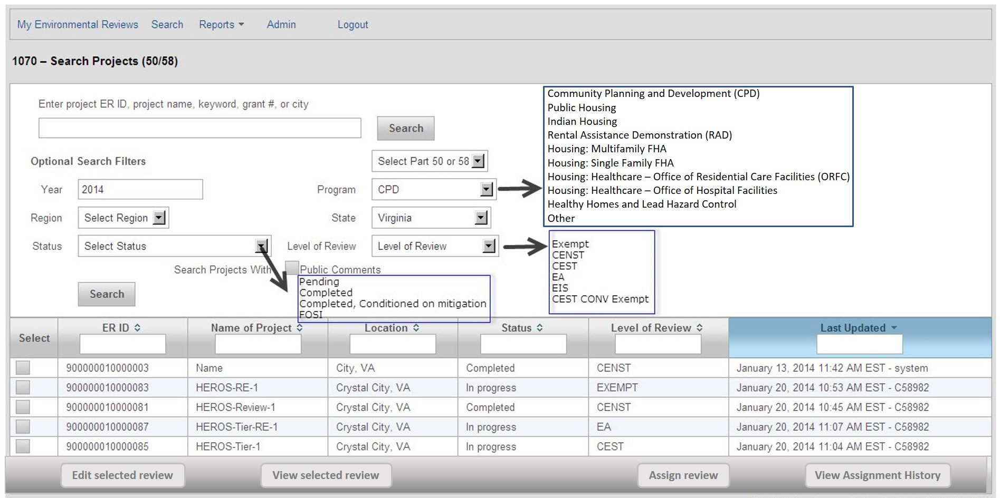 My Environmental Reviews Search Reports Admin Logout
1070 – Search Projects (50/58)
Enter project ER ID, project name, keyword, grant #, or city
Search
Optional Search Filters
Select Part 50 or 58
Year 2014
Program CPD
Region Select Region
State Virginia
Status Select Status
Level of Review Level of Review
Search Projects With Public Comments
Search
Community Planning and Development (CPD)
Public Housing
Indian Housing
Rental Assistance Demonstration (RAD)
Housing: Multifamily FHA
Housing: Single Family FHA
Housing: Healthcare – Office of Residential Care Facilities (ORFC)
Housing: Healthcare – Office of Hospital Facilities
Healthy Homes and Lead Hazard Control
Other
Exempt
CENST
CEST
EA
EIS
CEST CONV Exempt
Pending
Completed
Completed, Conditioned on mitigation
FOSI
Select ER ID Name of Project Location Status Level of Review Last Updated
900000010000003 Name City, VA Completed CENST January 13, 2014 11:42 AM EST - system
900000010000083 HEROS-RE-1 Crystal City, VA In progress EXEMPT January 20, 2014 10:53 AM EST - C58982
900000010000081 HEROS-Review-1 Crystal City, VA Completed CENST January 20, 2014 10:45 AM EST - C58982
900000010000087 HEROS-Tier-RE-1 Crystal City, VA In progress EA January 20, 2014 11:07 AM EST - C58982
900000010000085 HEROS-Tier-1 Crystal City, VA In progress CEST January 20, 2014 11:04 AM EST - C58982
Edit selected review View selected review Assign review View Assignment History